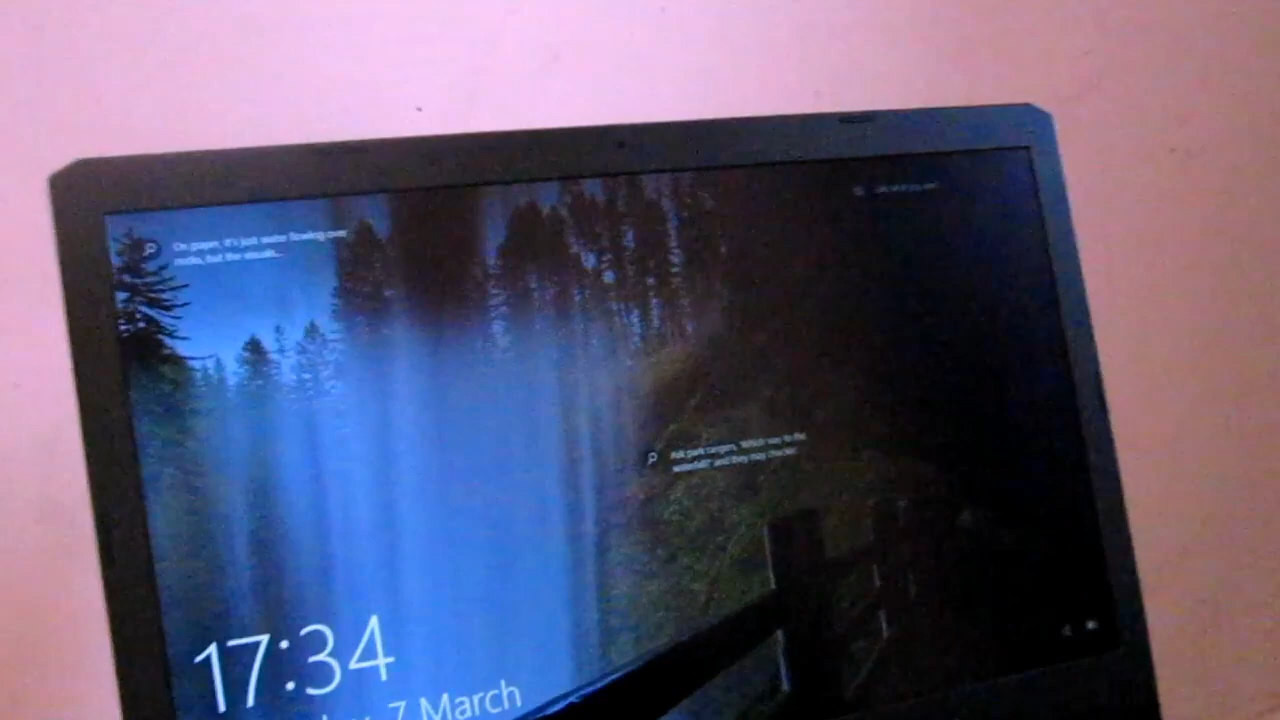 On paper, it's just water flowing over
rocks, but the visuals...
Ask park rangers, "Which way to the
waterfall?" and they may chuckle.
17:34
7 March